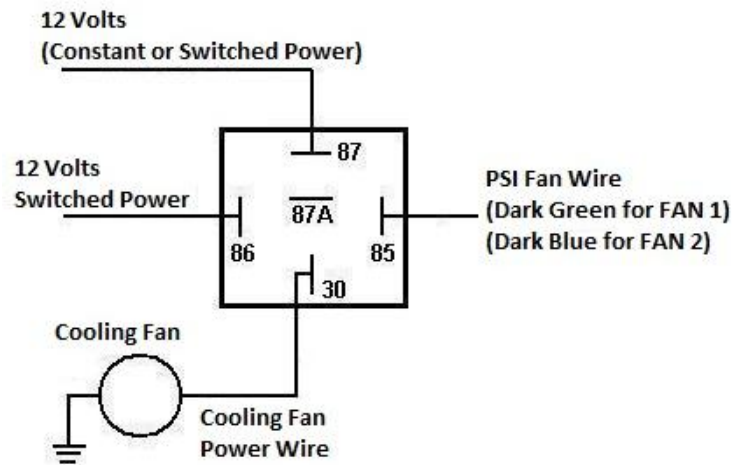 12 Volts
(Constant or Switched Power)
87
12 Volts
Switched Power
87A
86
85
PSI Fan Wire
(Dark Green for FAN 1)
(Dark Blue for FAN 2)
30
Cooling Fan
Cooling Fan
Power Wire